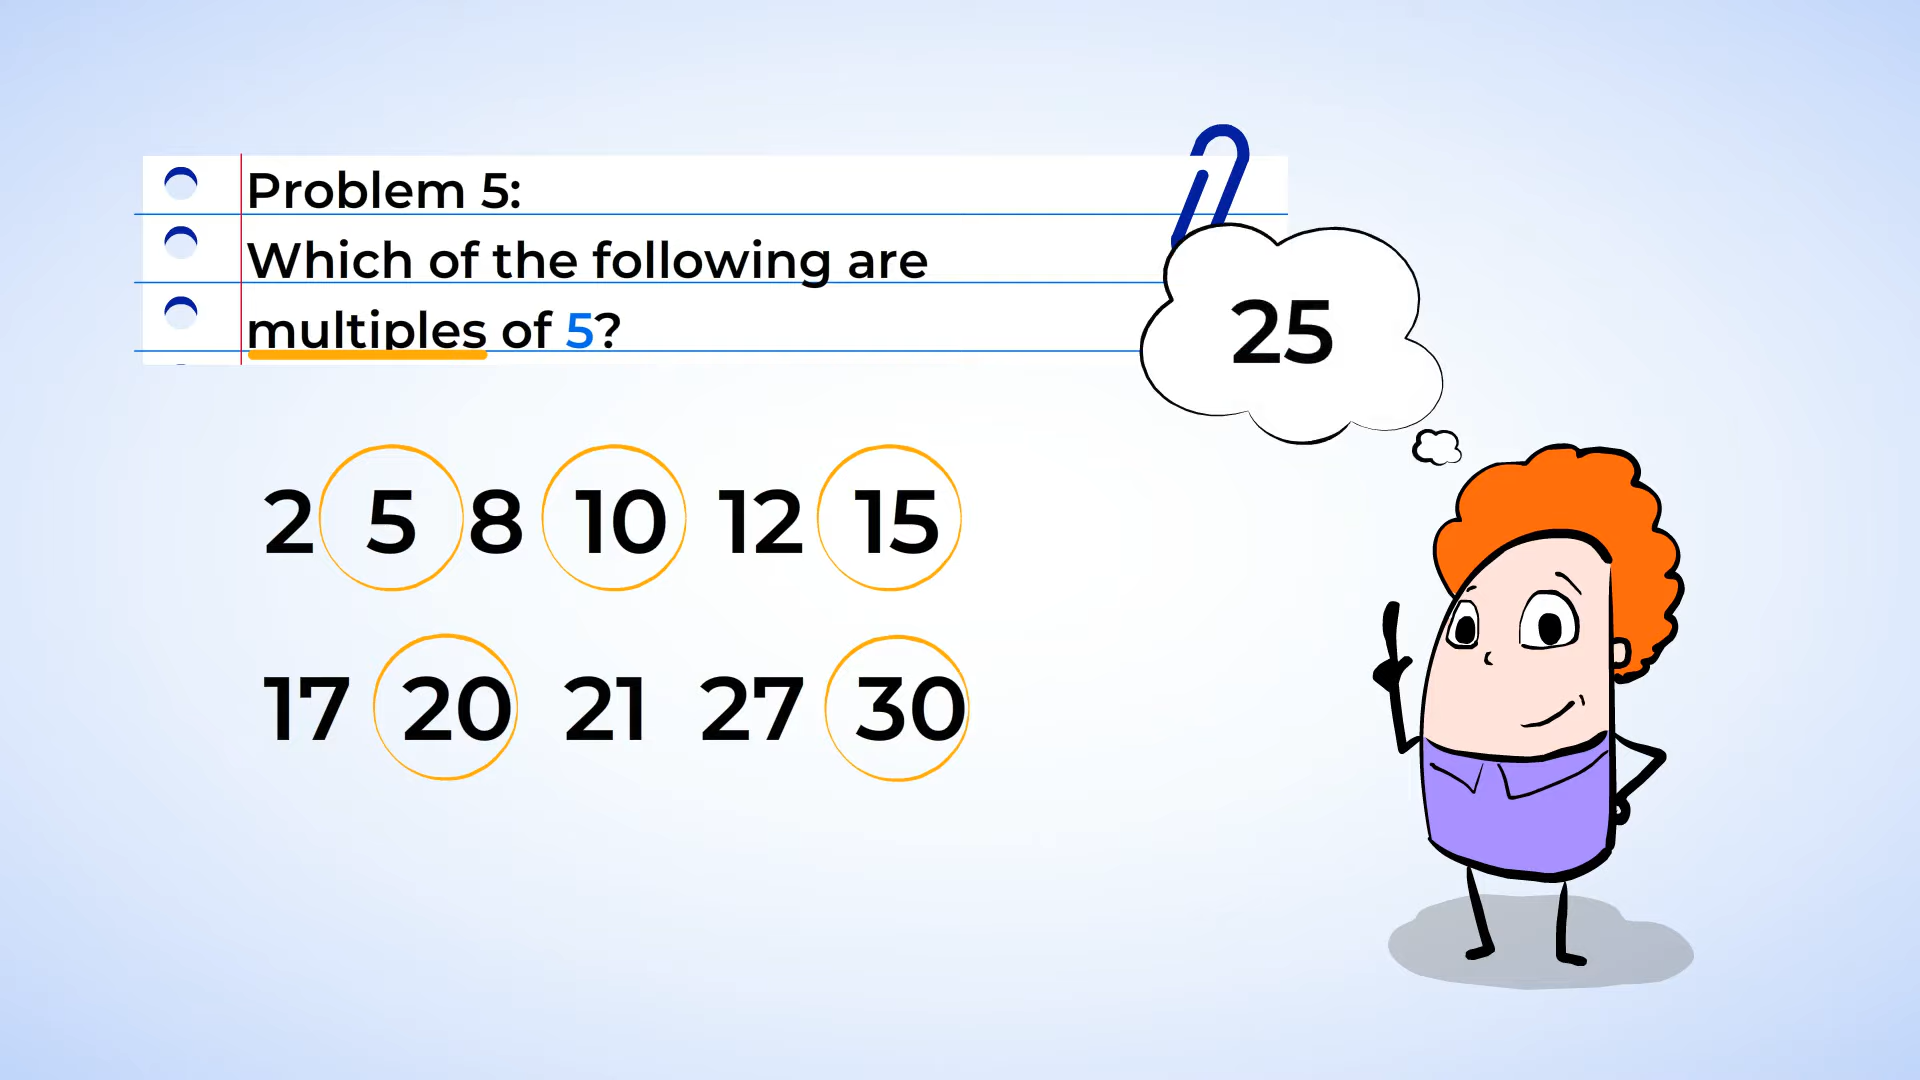 Problem 5:
Which of the following are
multiples of 5?
25
2 5 8 10 12 15
17 20 21 27 30